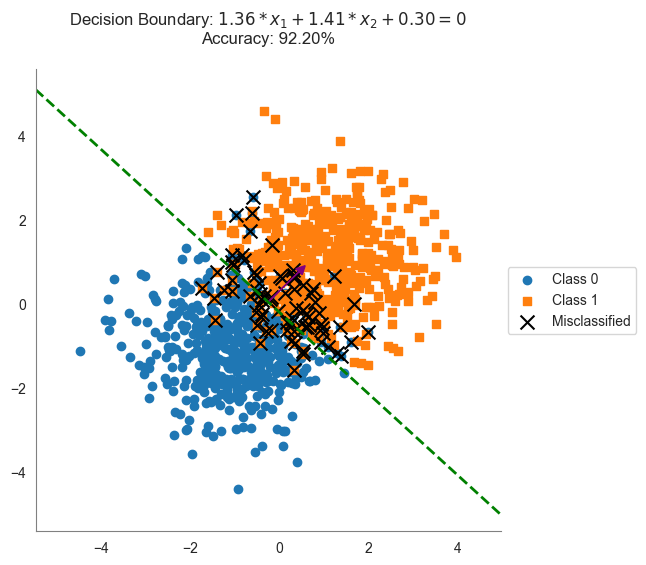 Decision Boundary: 1.36 * x₁ + 1.41 * x₂ + 0.30 = 0
Accuracy: 92.20%
4
2
0
−2
−4
−4
−2
0
2
4
Class 0
Class 1
Misclassified